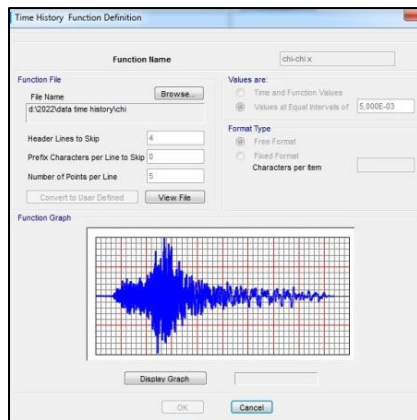 Time History Function Definition
Function Name
chi-chi x
Function File
File Name
Browse...
d:\2022\data time history\chi
Header Lines to Skip
4
Prefix Characters per Line to Skip
0
Number of Points per Line
5
Convert to User Defined
View File
Values are:
Time and Function Values
Values at Equal Intervals of
5,000E-03
Format Type
Free Format
Fixed Format
Characters per item
Function Graph
Display Graph
OK
Cancel